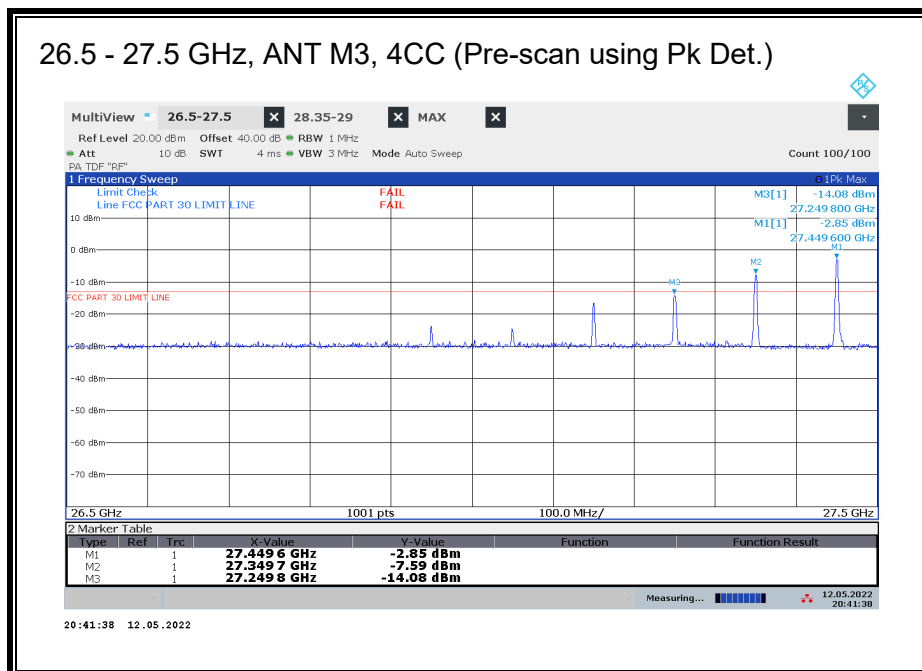 26.5 - 27.5 GHz, ANT M3, 4CC (Pre-scan using Pk Det.)
R&S
MultiView 26.5-27.5 28.35-29 MAX
Ref Level 20.00 dBm Offset 40.00 dB RBW 1 MHz
Att 10 dB SWT 4 ms VBW 3 MHz Mode Auto Sweep Count 100/100
PA TDF "RF"
1 Frequency Sweep 1Pk Max
Limit Check FAIL M3[1] -14.08 dBm
Line FCC PART 30 LIMIT LINE FAIL 27.249 800 GHz
10 dBm M1[1] -2.85 dBm
27.449 600 GHz
0 dBm M1
M2
-10 dBm M3
FCC PART 30 LIMIT LINE
-20 dBm
-30 dBm
-40 dBm
-50 dBm
-60 dBm
-70 dBm
26.5 GHz 1001 pts 100.0 MHz/ 27.5 GHz
2 Marker Table
Type Ref Trc X-Value Y-Value Function Function Result
M1 1 27.449 6 GHz -2.85 dBm
M2 1 27.349 7 GHz -7.59 dBm
M3 1 27.249 8 GHz -14.08 dBm
Measuring... 12.05.2022
20:41:38
20:41:38 12.05.2022